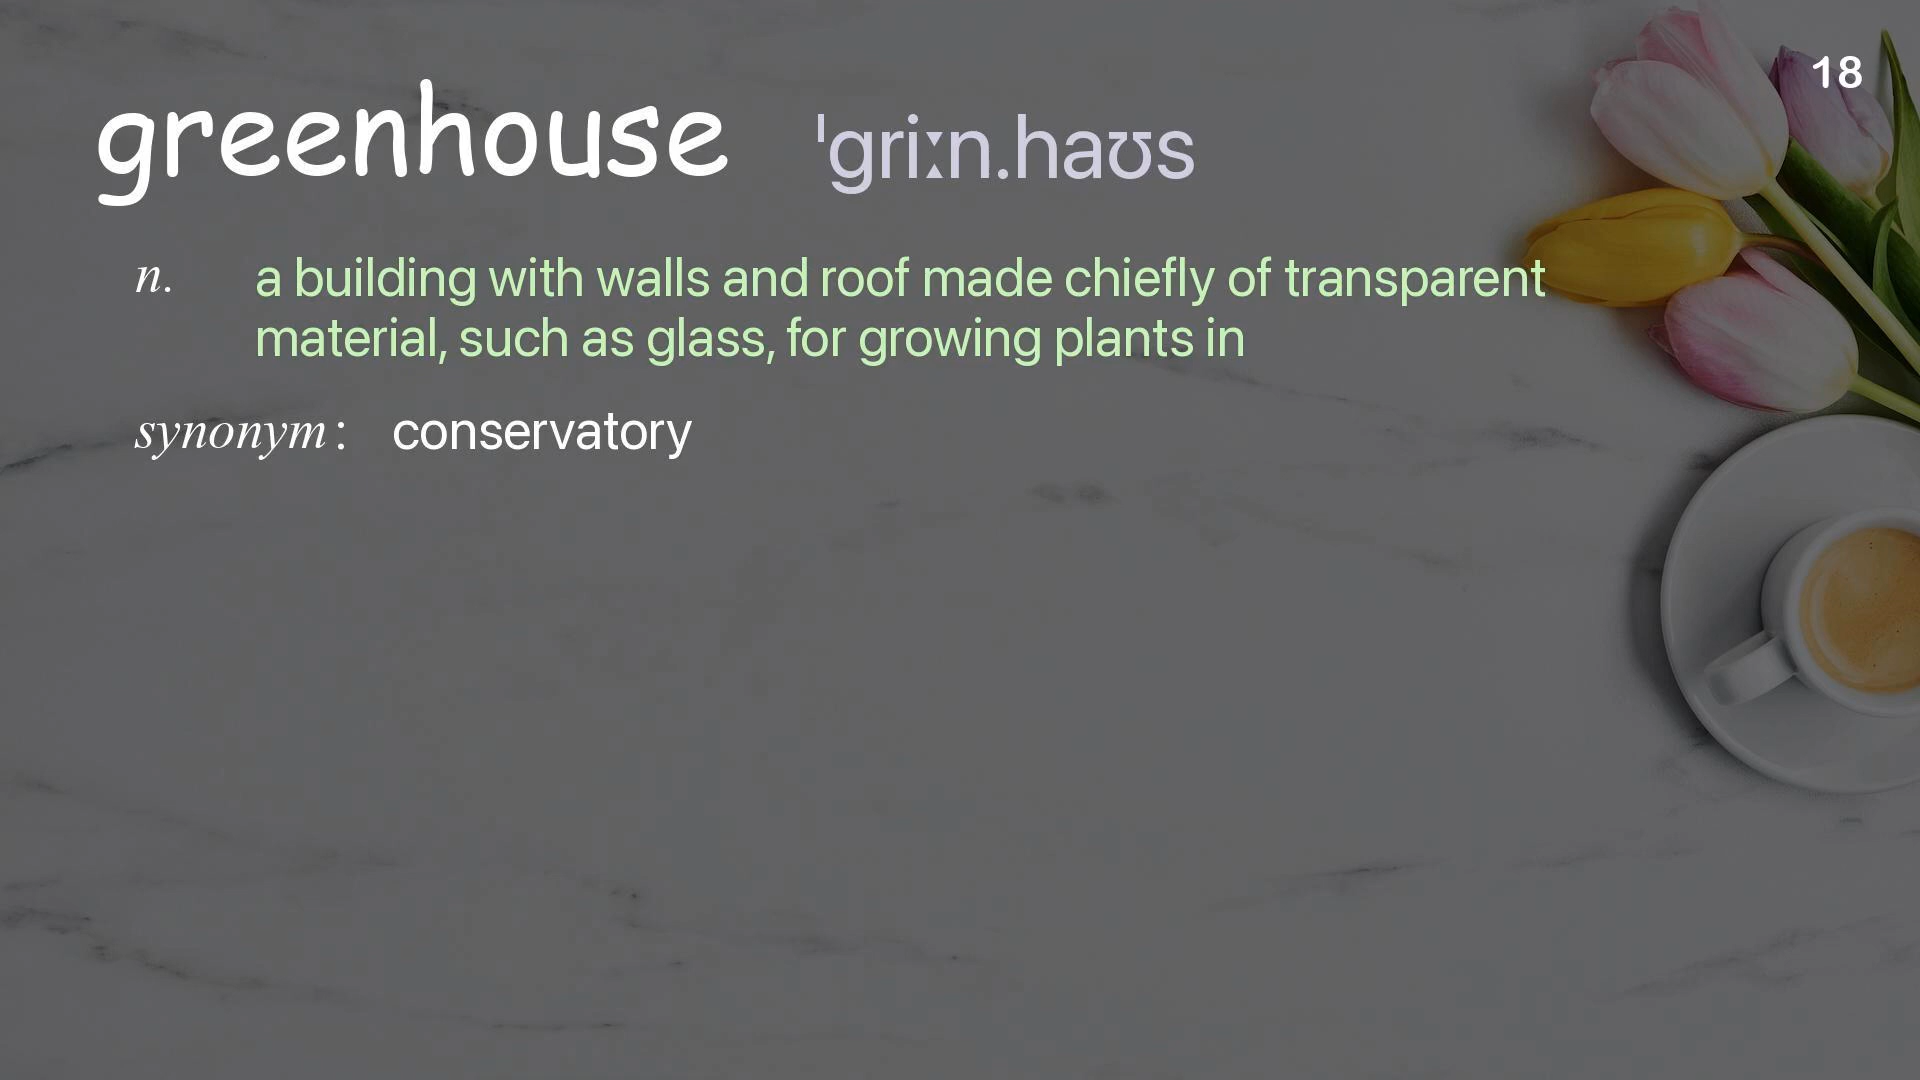 18
greenhouse ˈɡriːn.haʊs
n. a building with walls and roof made chiefly of transparent
material, such as glass, for growing plants in
synonym: conservatory